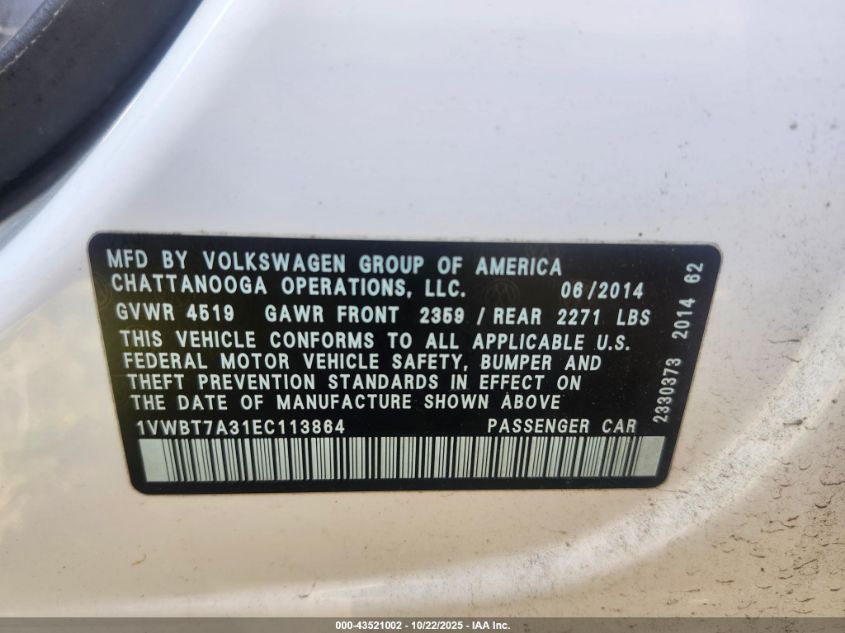 MFD BY VOLKSWAGEN GROUP OF AMERICA
CHATTANOOGA OPERATIONS, LLC. 06/2014
GVWR 4519 GAWR FRONT 2359 / REAR 2271 LBS
THIS VEHICLE CONFORMS TO ALL APPLICABLE U.S.
FEDERAL MOTOR VEHICLE SAFETY, BUMPER AND
THEFT PREVENTION STANDARDS IN EFFECT ON
THE DATE OF MANUFACTURE SHOWN ABOVE
1VWBT7A31EC113864 PASSENGER CAR
2330373 2014 62
000-43521002 - 10/22/2025 - IAA Inc.